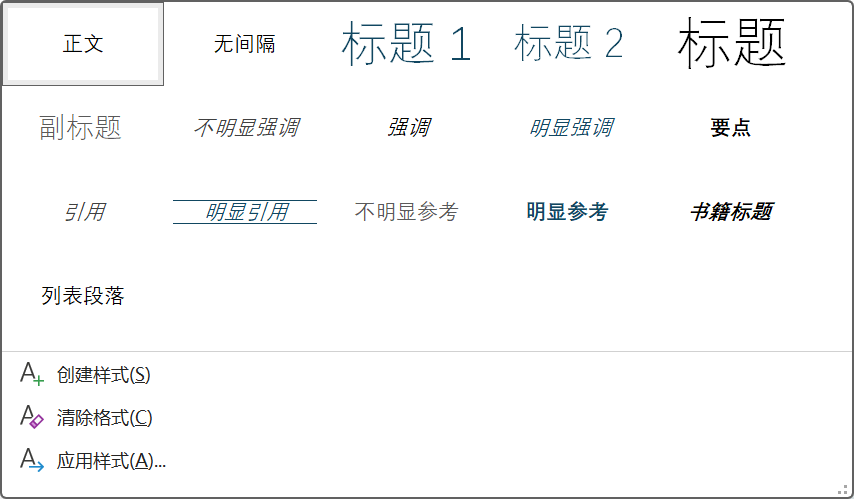 正文 无间隔 标题 1 标题 2 标题
副标题 不明显强调 强调 明显强调 要点
引用 明显引用 不明显参考 明显参考 书籍标题
列表段落
创建样式(S)
清除格式(C)
应用样式(A)...